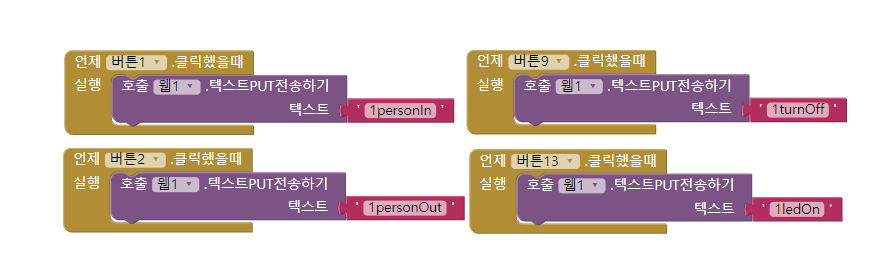 언제 버튼1 .클릭했을때
실행 호출 웹1 .텍스트PUT전송하기
텍스트 ' 1personIn '
언제 버튼9 .클릭했을때
실행 호출 웹1 .텍스트PUT전송하기
텍스트 ' 1turnOff '
언제 버튼2 .클릭했을때
실행 호출 웹1 .텍스트PUT전송하기
텍스트 ' 1personOut '
언제 버튼13 .클릭했을때
실행 호출 웹1 .텍스트PUT전송하기
텍스트 ' 1ledOn '